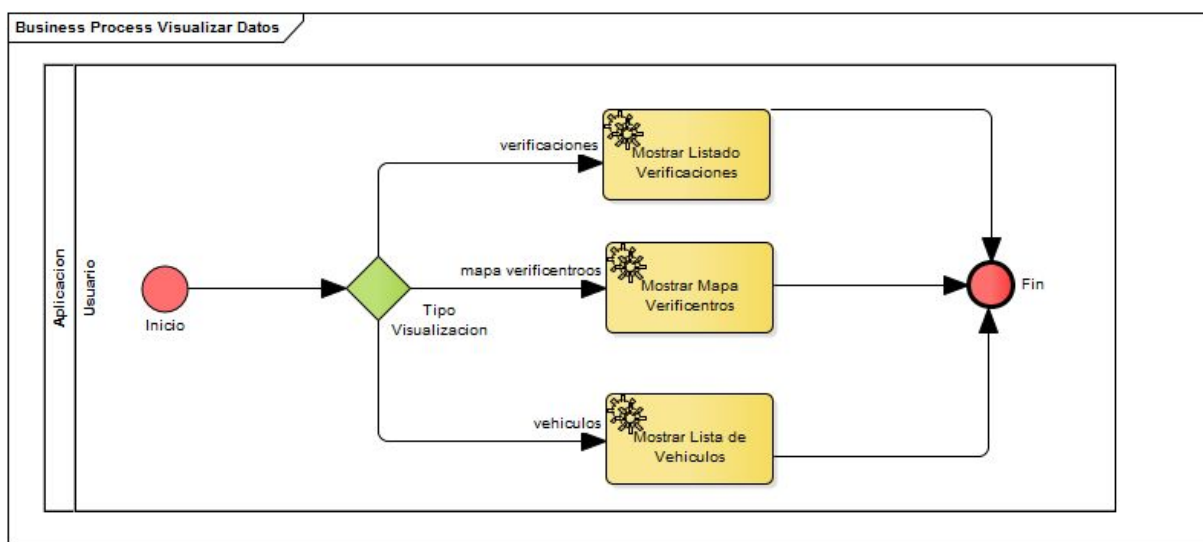 Business Process Visualizar Datos
Aplicacion
Usuario
Inicio
Tipo
Visualizacion
verificaciones
Mostrar Listado
Verificaciones
mapa verificentroos
Mostrar Mapa
Verificentros
vehiculos
Mostrar Lista de
Vehiculos
Fin